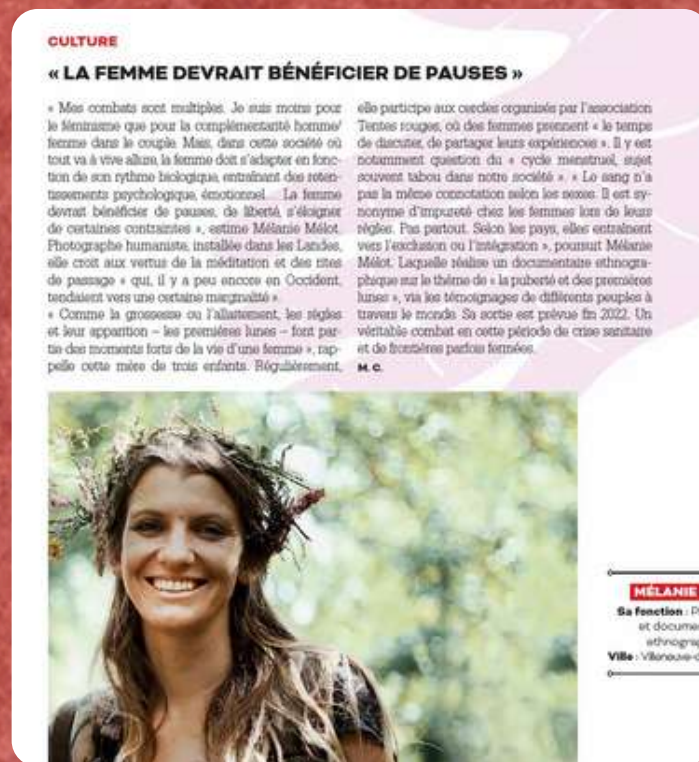 CULTURE
« LA FEMME DEVRAIT BÉNÉFICIER DE PAUSES »
« Mes combats sont multiples. Je suis moins pour
le féminisme que pour la complémentarité homme/
femme dans le couple. Mais, dans cette société où
tout va à vive allure, la femme doit s'adapter en fonc-
tion de son rythme biologique, entraînant des reten-
tissements psychologique, émotionnel... La femme
devrait bénéficier de pauses, de liberté, s'éloigner
de certaines contraintes », estime Mélanie Mélot.
Photographe humaniste, installée dans les Landes,
elle croit aux vertus de la méditation et des rites
de passage « qui, il y a peu encore en Occident,
tendaient vers une certaine marginalité ».
« Comme la grossesse ou l'allaitement, les règles
et leur apparition – les premières lunes – font par-
tie des moments forts de la vie d'une femme », rap-
pelle cette mère de trois enfants. Régulièrement,
elle participe aux cercles organisés par l'association
Tentes rouges, où des femmes prennent « le temps
de discuter, de partager leurs expériences ». Il y est
notamment question du « cycle menstruel, sujet
souvent tabou dans notre société ». « Le sang n'a
pas la même connotation selon les sexes. Il est sy-
nonyme d'impureté chez les femmes lors de leurs
règles. Pas partout. Selon les pays, elles entraînent
vers l'exclusion ou l'intégration », poursuit Mélanie
Mélot. Laquelle réalise un documentaire ethnogra-
phique sur le thème de « la puberté et des premières
lunes », via les témoignages de différents peuples à
travers le monde. Sa sortie est prévue fin 2022. Un
véritable combat en cette période de crise sanitaire
et de frontières parfois fermées.
M. C.
MÉLANIE
Sa fonction : P
et docume
ethnogra
Ville : Villeneuve-d